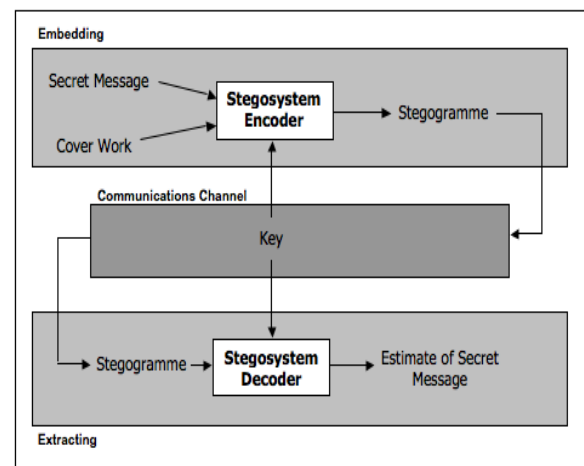 Embedding
Secret Message
Stegosystem
Encoder
Stegogramme
Cover Work
Communications Channel
Key
Stegogramme
Stegosystem
Decoder
Estimate of Secret
Message
Extracting